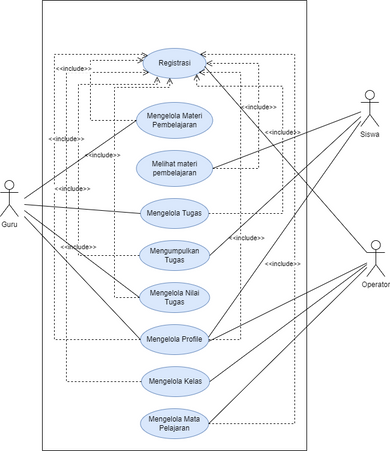 Registrasi
<<include>>
<<include>>
Siswa
Mengelola Materi
Pembelajaran
<<include>>
<<include>>
Melihat materi
pembelajaran
<<include>>
Guru
Mengelola Tugas
<<include>>
<<include>>
Mengumpulkan
Tugas
<<include>>
Operator
Mengelola Nilai
Tugas
Mengelola Profile
Mengelola Kelas
Mengelola Mata
Pelajaran